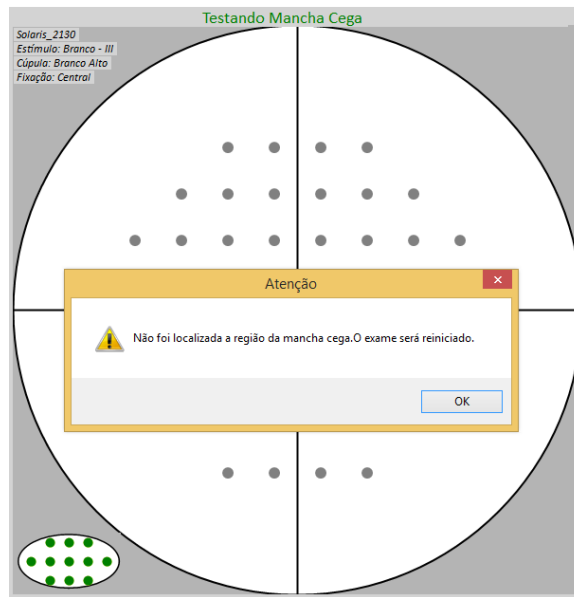 Testando Mancha Cega
Solaris_2130
Estímulo: Branco - III
Cúpula: Branco Alto
Fixação: Central
Atenção
Não foi localizada a região da mancha cega.O exame será reiniciado.
OK